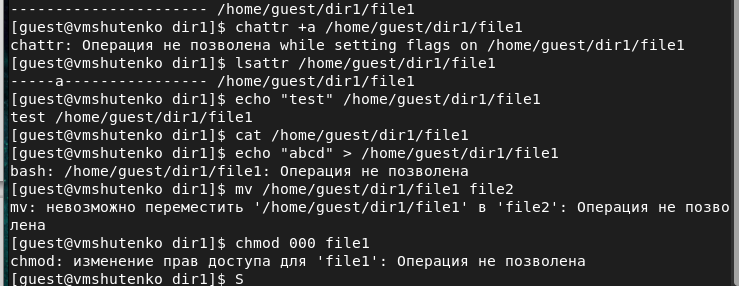 ---------------------- /home/guest/dir1/file1
[guest@vmshutenko dir1]$ chattr +a /home/guest/dir1/file1
chattr: Операция не позволена while setting flags on /home/guest/dir1/file1
[guest@vmshutenko dir1]$ lsattr /home/guest/dir1/file1
-----a---------------- /home/guest/dir1/file1
[guest@vmshutenko dir1]$ echo "test" /home/guest/dir1/file1
test /home/guest/dir1/file1
[guest@vmshutenko dir1]$ cat /home/guest/dir1/file1
[guest@vmshutenko dir1]$ echo "abcd" > /home/guest/dir1/file1
bash: /home/guest/dir1/file1: Операция не позволена
[guest@vmshutenko dir1]$ mv /home/guest/dir1/file1 file2
mv: невозможно переместить '/home/guest/dir1/file1' в 'file2': Операция не позво
лена
[guest@vmshutenko dir1]$ chmod 000 file1
chmod: изменение прав доступа для 'file1': Операция не позволена
[guest@vmshutenko dir1]$ S